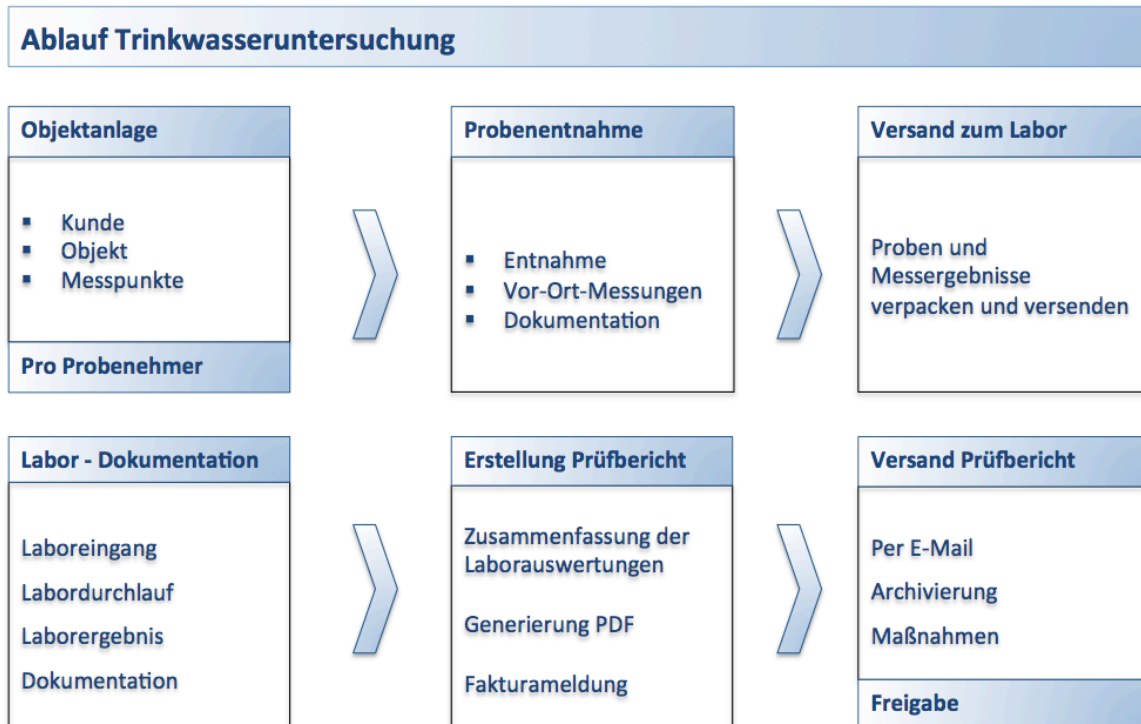 Ablauf Trinkwasseruntersuchung
Objektanlage
▪ Kunde
▪ Objekt
▪ Messpunkte
Pro Probenehmer
Probenentnahme
▪ Entnahme
▪ Vor-Ort-Messungen
▪ Dokumentation
Versand zum Labor
Proben und
Messergebnisse
verpacken und versenden
Labor - Dokumentation
Laboreingang
Labordurchlauf
Laborergebnis
Dokumentation
Erstellung Prüfbericht
Zusammenfassung der
Laborauswertungen
Generierung PDF
Fakturameldung
Versand Prüfbericht
Per E-Mail
Archivierung
Maßnahmen
Freigabe